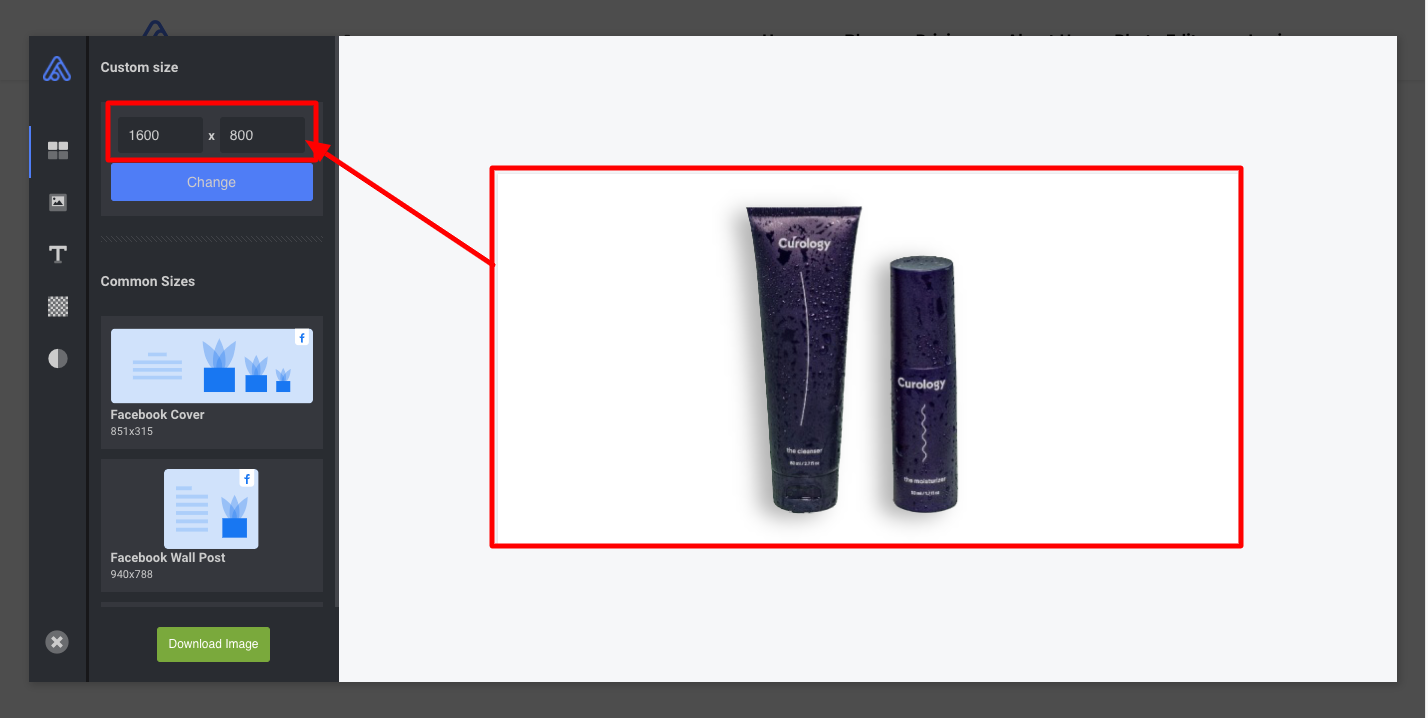 Custom size
1600 x 800
Change
Common Sizes
Facebook Cover
851x315
Facebook Wall Post
940x788
Download Image
Curology
the cleanser
Curology
the moisturizer